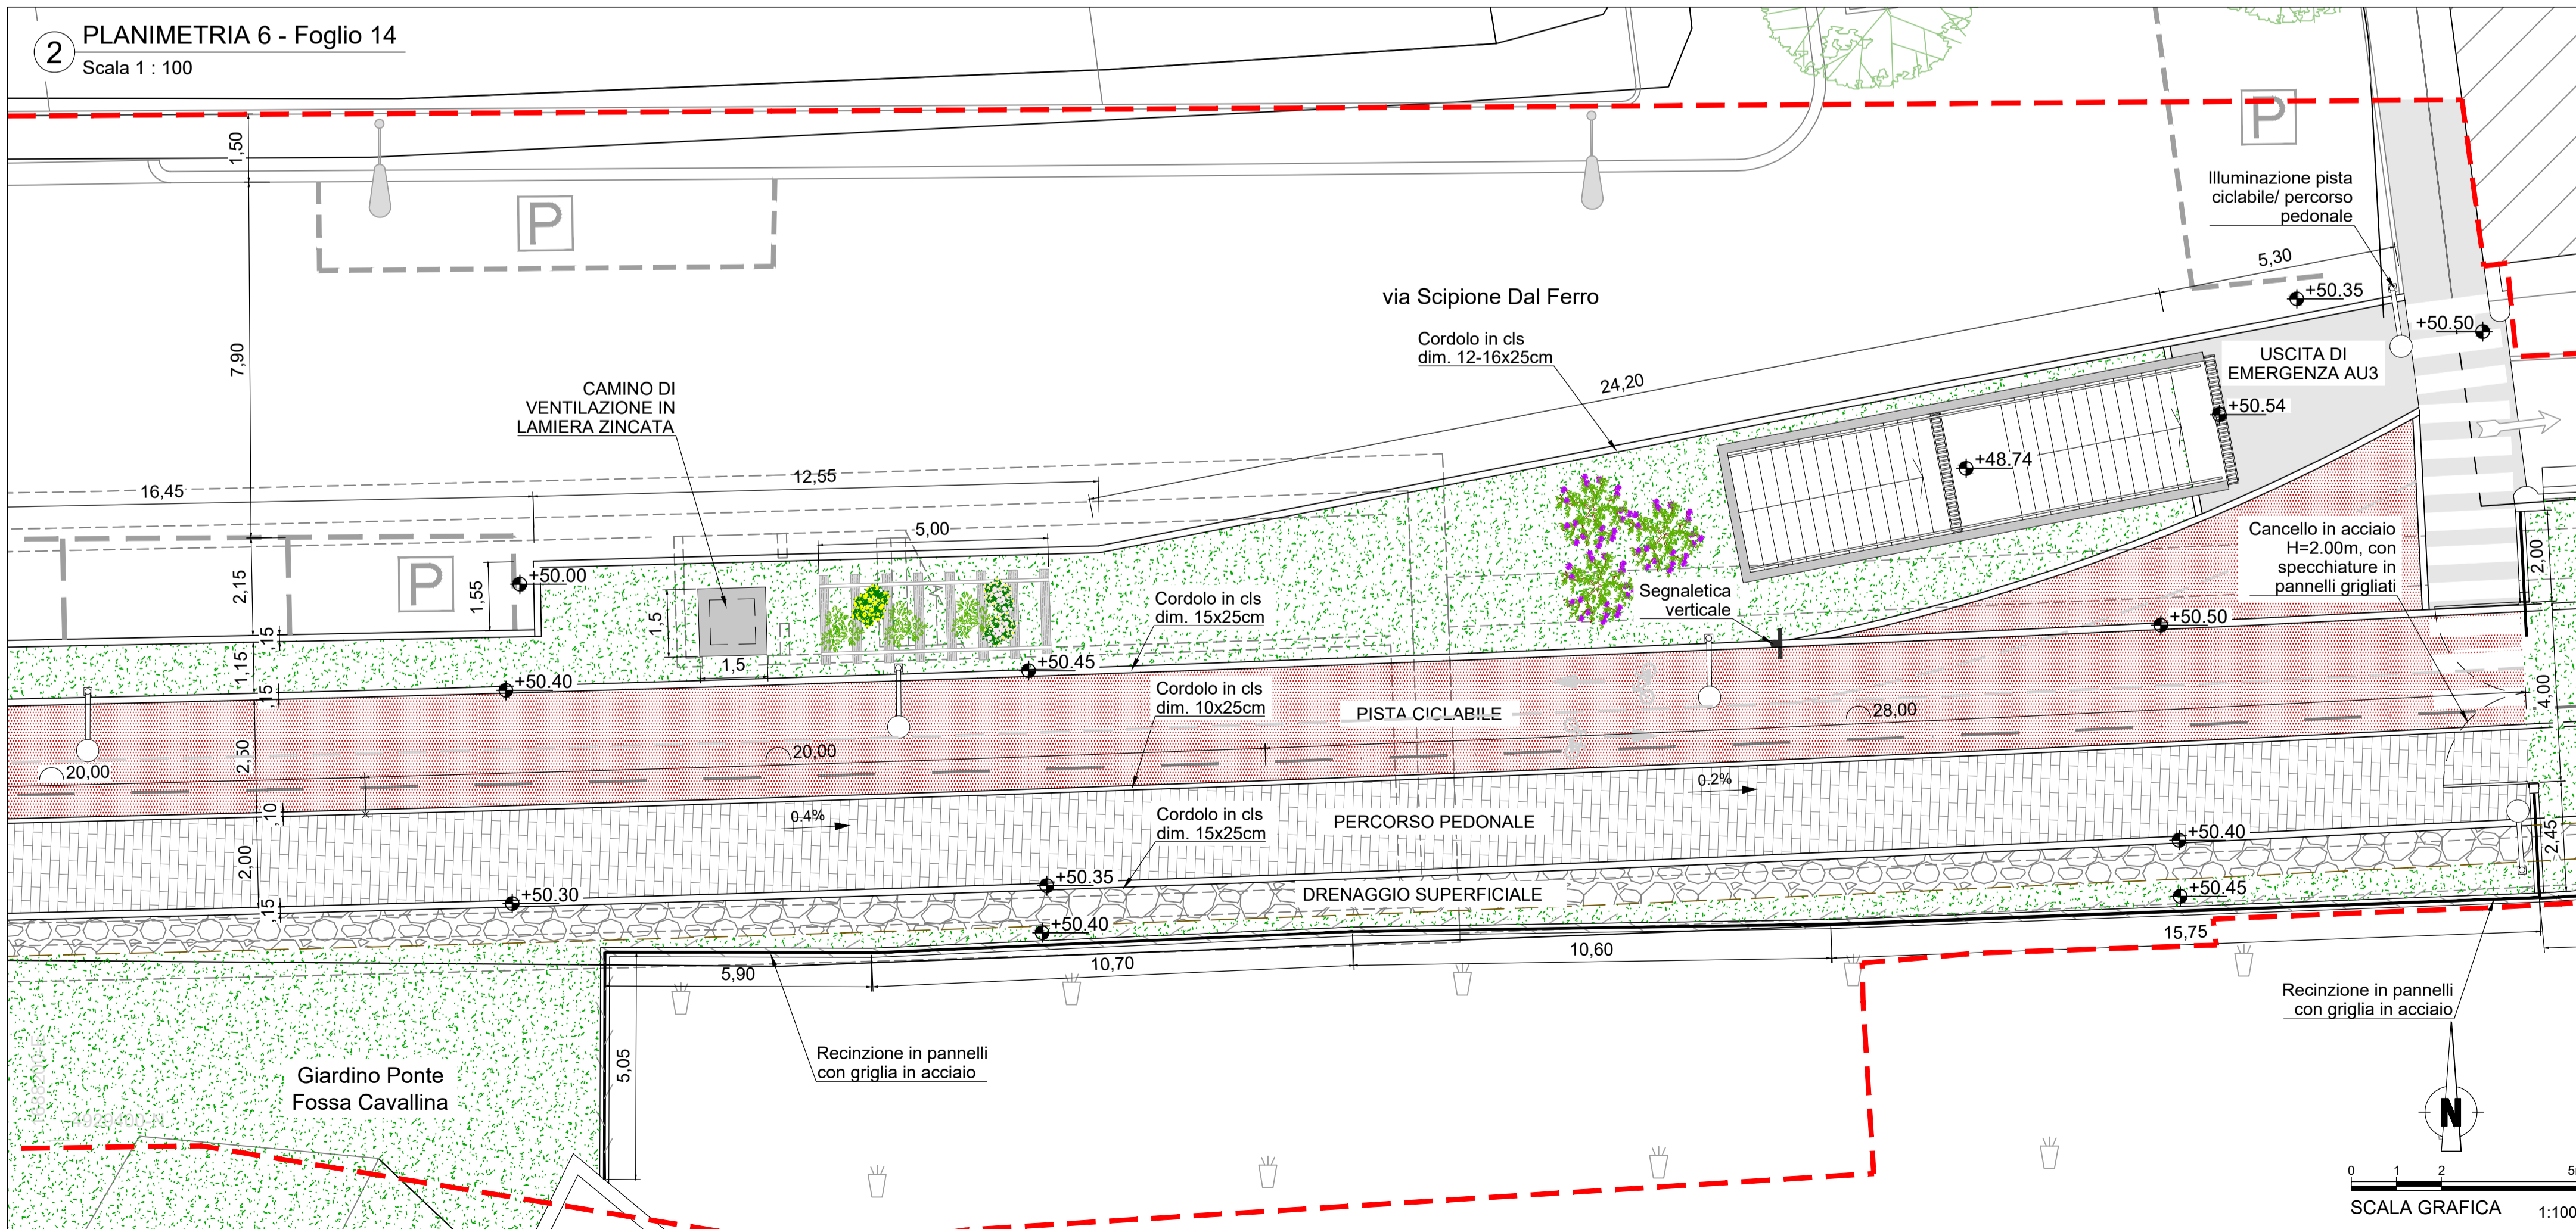 2
PLANIMETRIA 6 - Foglio 14
Scala 1 : 100
1,50
P
P
Illuminazione pista
ciclabile/ percorso
pedonale
5,30
+50.35
+50.50
via Scipione Dal Ferro
Cordolo in cls
dim. 12-16x25cm
7,90
24,20
USCITA DI
EMERGENZA AU3
+50.54
CAMINO DI
VENTILAZIONE IN
LAMIERA ZINCATA
+48.74
16,45
12,55
5,00
Cancello in acciaio
H=2.00m, con
specchiature in
pannelli grigliati
2,00
P
+50.00
2,15
1,55
1,5
1,5
Cordolo in cls
dim. 15x25cm
Segnaletica
verticale
+50.50
,15
1,15
,15
+50.45
+50.40
Cordolo in cls
dim. 10x25cm
PISTA CICLABILE
28,00
4,00
2,50
20,00
20,00
0.2%
,10
0.4%
Cordolo in cls
dim. 15x25cm
PERCORSO PEDONALE
+50.40
2,45
2,00
+50.35
DRENAGGIO SUPERFICIALE
+50.45
,15
+50.30
+50.40
15,75
10,60
10,70
5,90
Recinzione in pannelli
con griglia in acciaio
Recinzione in pannelli
con griglia in acciaio
5,05
Giardino Ponte
Fossa Cavallina
N
0 1 2 5
SCALA GRAFICA 1:100